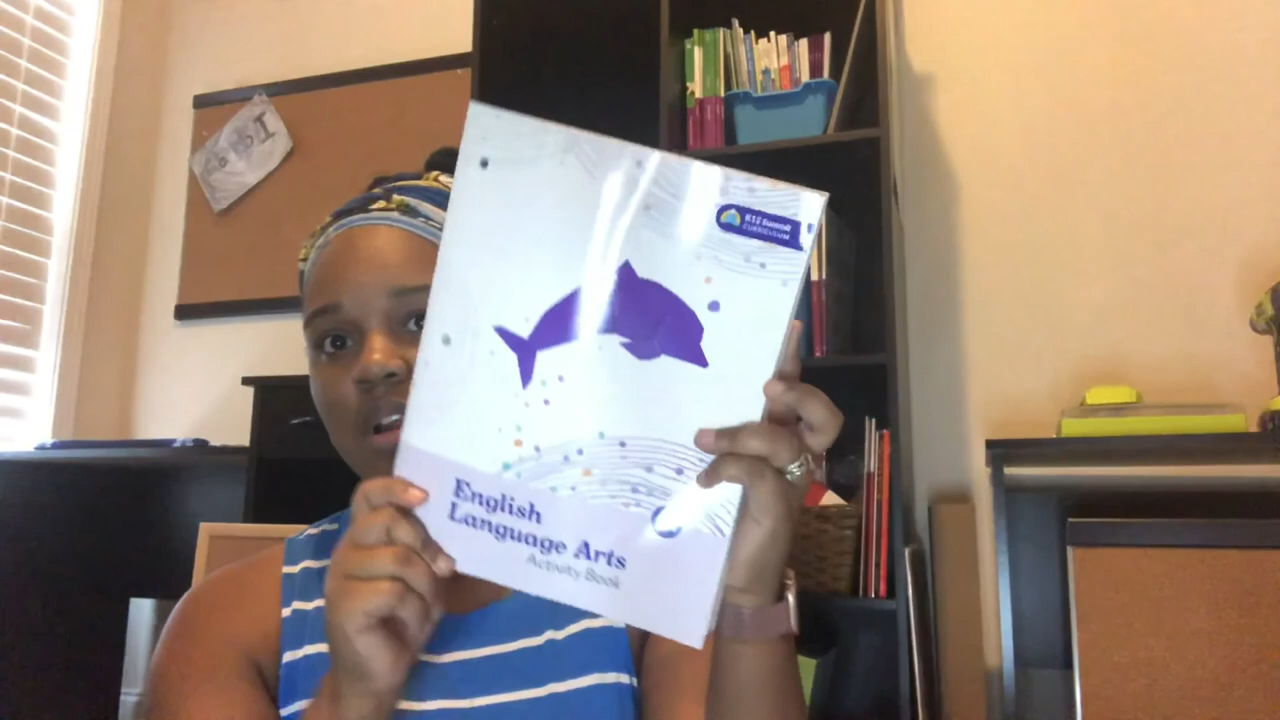 K12 Summit
CURRICULUM
English
Language Arts
Activity Book